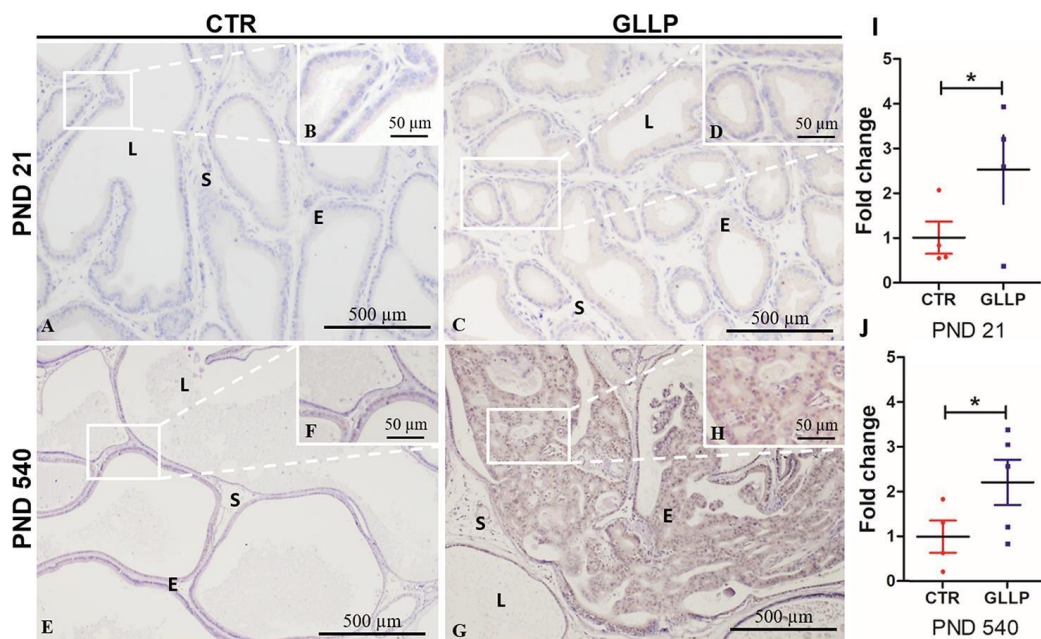 CTR GLLP
PND 21
A
L
S
E
B
50 µm
500 µm
C
L
S
E
D
50 µm
500 µm
PND 540
E
L
S
E
F
50 µm
500 µm
G
S
L
E
H
50 µm
500 µm
I
Fold change
5
4
3
2
1
0
*
CTR GLLP
PND 21
J
Fold change
5
4
3
2
1
0
*
CTR GLLP
PND 540